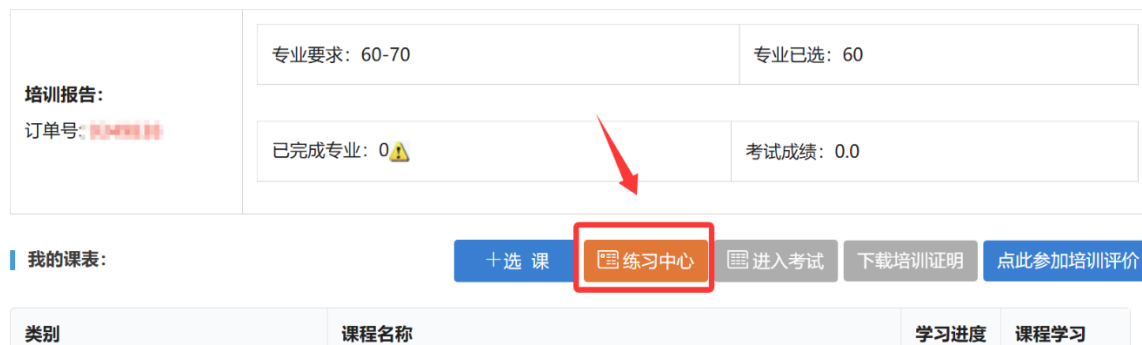 专业要求：60-70
专业已选：60
培训报告：
订单号:
已完成专业：0
考试成绩：0.0
我的课表：
+选 课
练习中心
进入考试
下载培训证明
点此参加培训评价
类别
课程名称
学习进度
课程学习